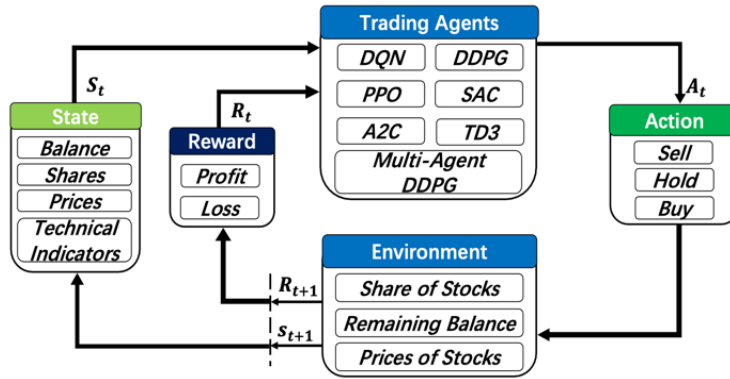 Trading Agents
DQN
DDPG
PPO
SAC
A2C
TD3
Multi-Agent
DDPG
S_t
R_t
A_t
State
Balance
Shares
Prices
Technical
Indicators
Reward
Profit
Loss
Action
Sell
Hold
Buy
Environment
Share of Stocks
Remaining Balance
Prices of Stocks
R_{t+1}
s_{t+1}